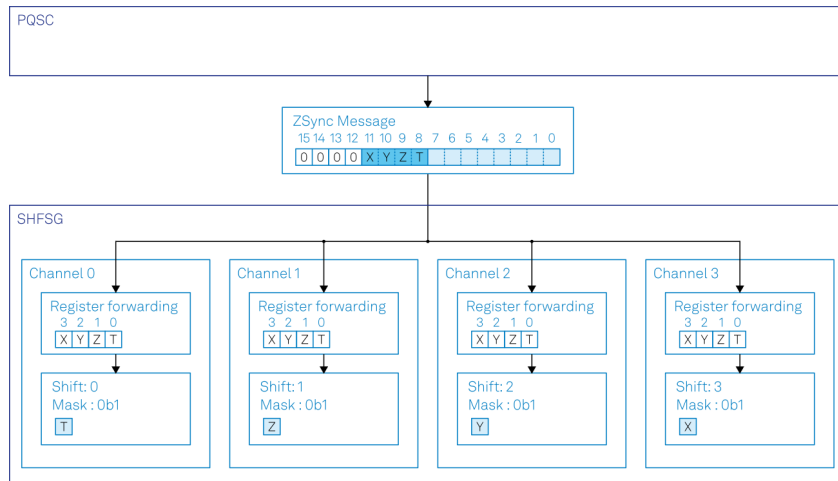 PQSC
ZSync Message
15 14 13 12 11 10 9 8 7 6 5 4 3 2 1 0
0 0 0 0 X Y Z T
SHFSG
Channel 0
Register forwarding
3 2 1 0
X Y Z T
Shift: 0
Mask : 0b1
T
Channel 1
Register forwarding
3 2 1 0
X Y Z T
Shift: 1
Mask : 0b1
Z
Channel 2
Register forwarding
3 2 1 0
X Y Z T
Shift: 2
Mask : 0b1
Y
Channel 3
Register forwarding
3 2 1 0
X Y Z T
Shift: 3
Mask : 0b1
X